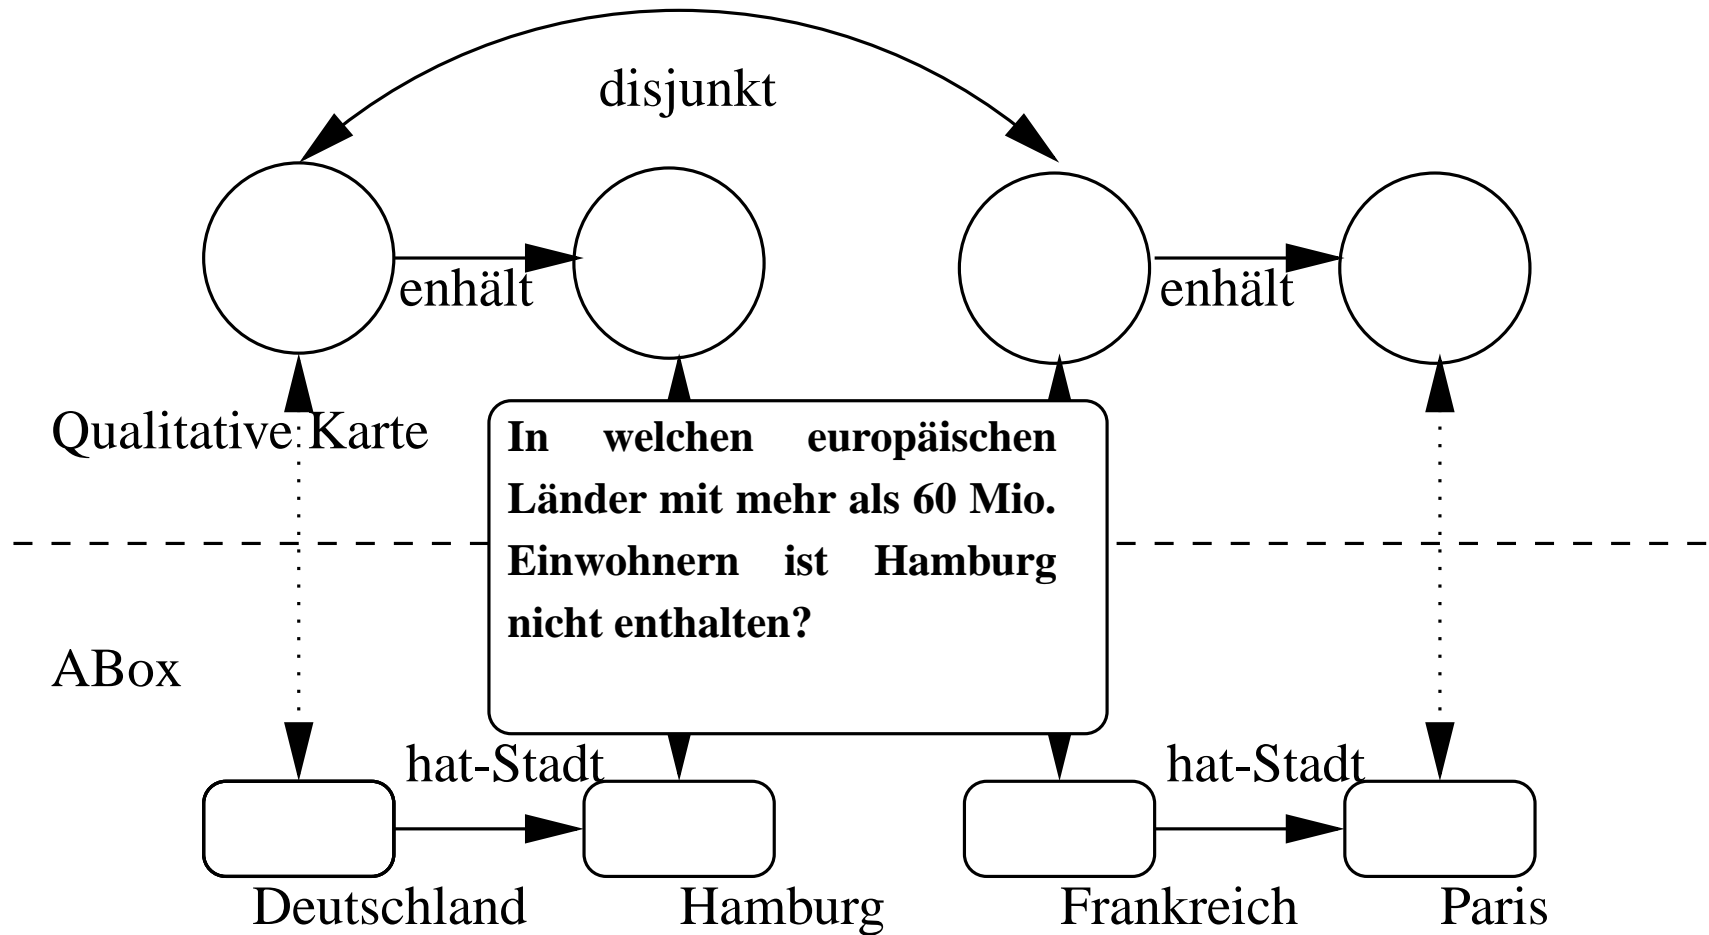 disjunkt
enhält
enhält
Qualitative Karte
In welchen europäischen
Länder mit mehr als 60 Mio.
Einwohnern ist Hamburg
nicht enthalten?
ABox
hat-Stadt
hat-Stadt
Deutschland
Hamburg
Frankreich
Paris